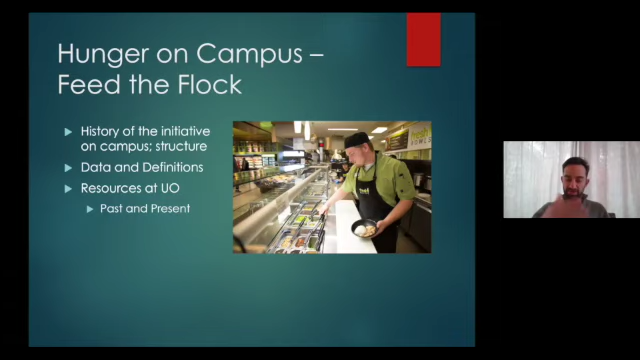 Hunger on Campus –
Feed the Flock
History of the initiative
on campus; structure
Data and Definitions
Resources at UO
Past and Present